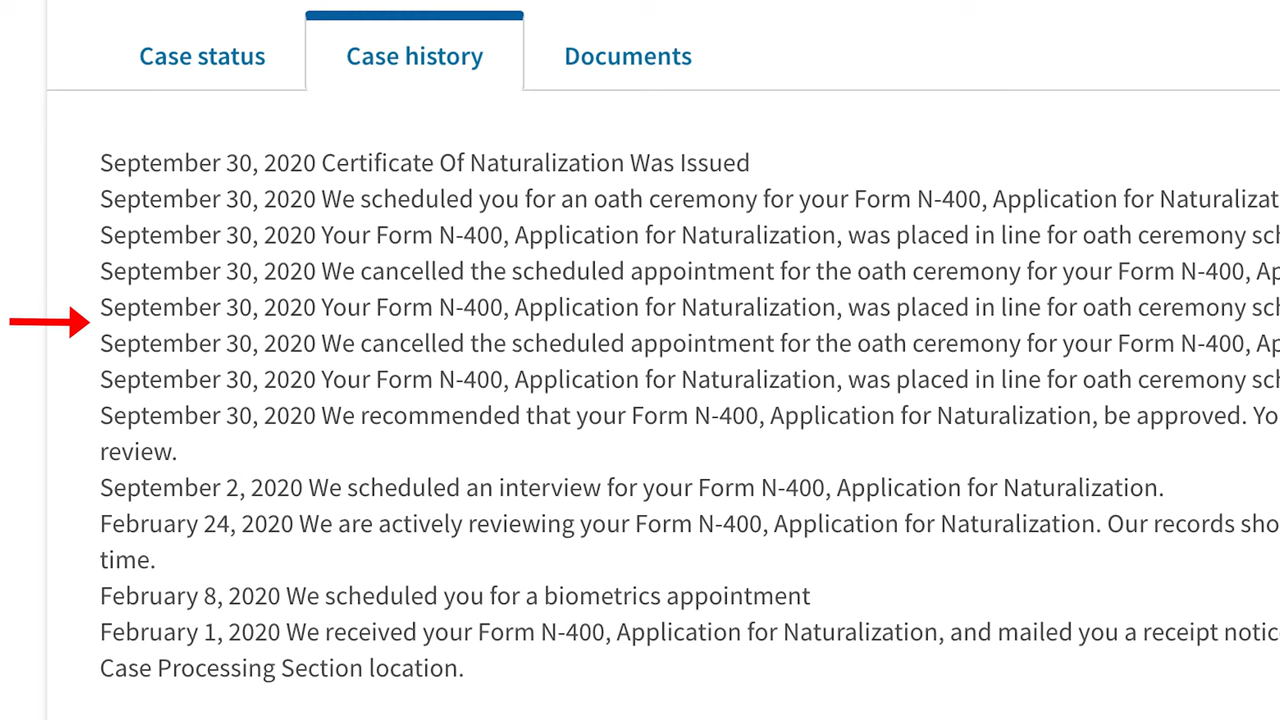 Case status Case history Documents
September 30, 2020 Certificate Of Naturalization Was Issued
September 30, 2020 We scheduled you for an oath ceremony for your Form N-400, Application for Naturalizat
September 30, 2020 Your Form N-400, Application for Naturalization, was placed in line for oath ceremony sch
September 30, 2020 We cancelled the scheduled appointment for the oath ceremony for your Form N-400, Ap
September 30, 2020 Your Form N-400, Application for Naturalization, was placed in line for oath ceremony sch
September 30, 2020 We cancelled the scheduled appointment for the oath ceremony for your Form N-400, Ap
September 30, 2020 Your Form N-400, Application for Naturalization, was placed in line for oath ceremony sch
September 30, 2020 We recommended that your Form N-400, Application for Naturalization, be approved. Yo
review.
September 2, 2020 We scheduled an interview for your Form N-400, Application for Naturalization.
February 24, 2020 We are actively reviewing your Form N-400, Application for Naturalization. Our records sho
time.
February 8, 2020 We scheduled you for a biometrics appointment
February 1, 2020 We received your Form N-400, Application for Naturalization, and mailed you a receipt notic
Case Processing Section location.